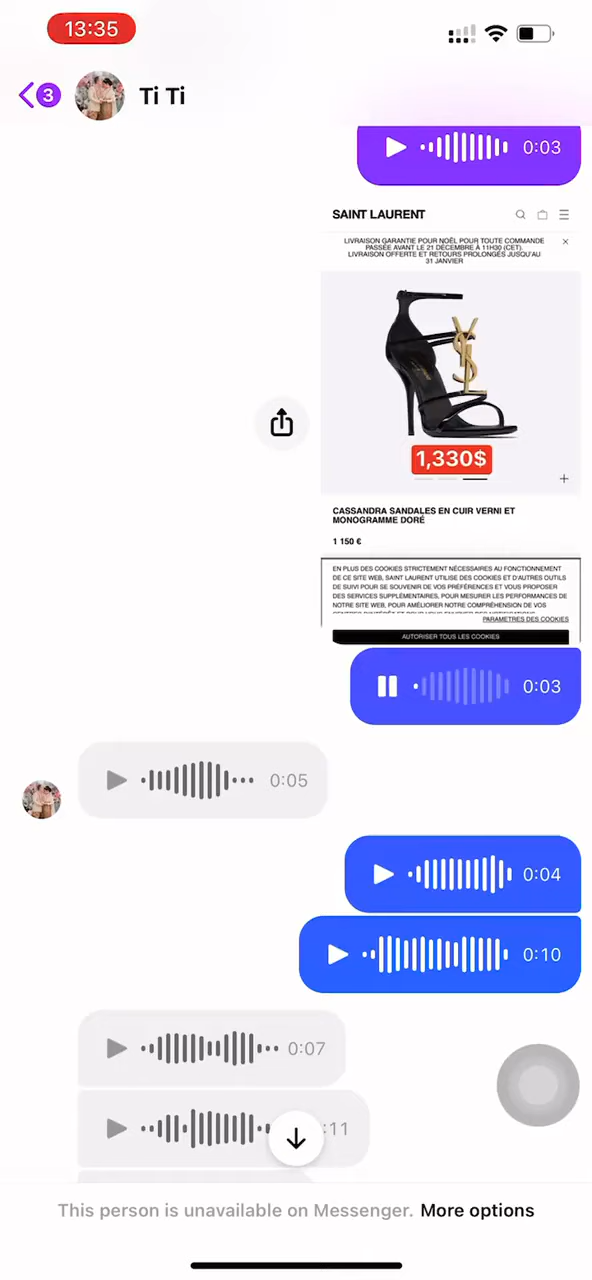 13:35
3
Ti Ti
0:03
SAINT LAURENT
LIVRAISON GARANTIE POUR NOËL POUR TOUTE COMMANDE
PASSÉE AVANT LE 21 DÉCEMBRE À 11H30 (CET).
LIVRAISON OFFERTE ET RETOURS PROLONGÉS JUSQU'AU
31 JANVIER
1,330$
CASSANDRA SANDALES EN CUIR VERNI ET
MONOGRAMME DORÉ
1 150 €
EN PLUS DES COOKIES STRICTEMENT NÉCESSAIRES AU FONCTIONNEMENT
DE CE SITE WEB, SAINT LAURENT UTILISE DES COOKIES ET D'AUTRES OUTILS
DE SUIVI POUR SE SOUVENIR DE VOS PRÉFÉRENCES ET VOUS PROPOSER
DES SERVICES SUPPLÉMENTAIRES, POUR MESURER LES PERFORMANCES DE
NOTRE SITE WEB, POUR AMÉLIORER NOTRE COMPRÉHENSION DE VOS
PARAMETRES DES COOKIES
AUTORISER TOUS LES COOKIES
0:03
0:05
0:04
0:10
0:07
:11
This person is unavailable on Messenger. More options